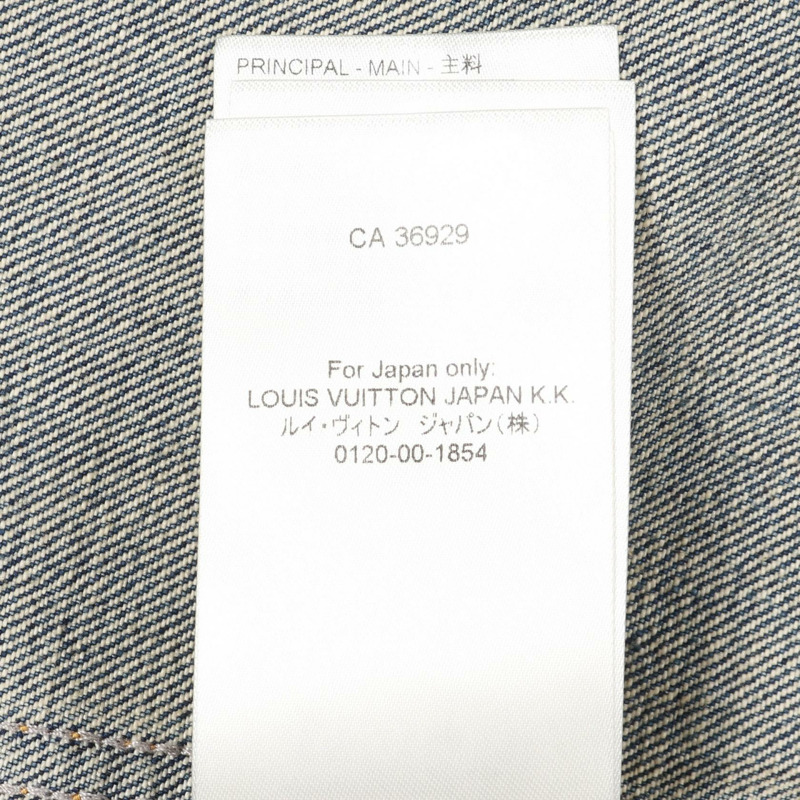 PRINCIPAL - MAIN - 主料
CA 36929
For Japan only:
LOUIS VUITTON JAPAN K.K.
ルイ・ヴィトン　ジャパン(株)
0120-00-1854